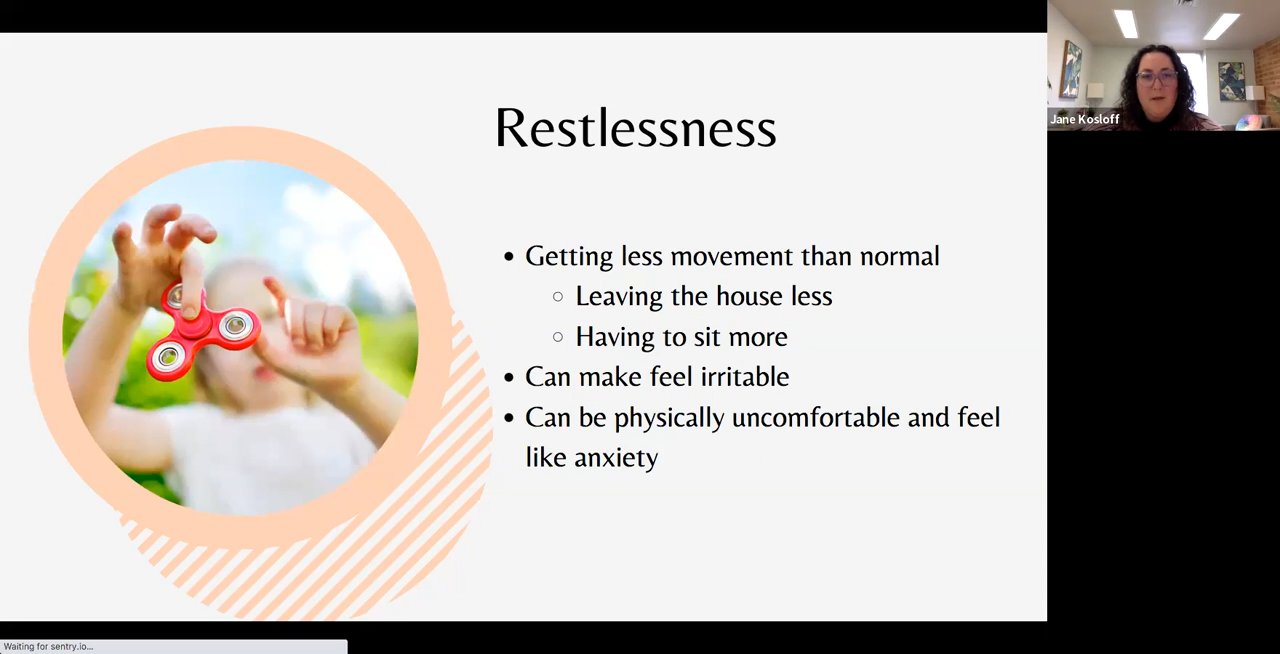 Restlessness
Getting less movement than normal
Leaving the house less
Having to sit more
Can make feel irritable
Can be physically uncomfortable and feel
like anxiety
Jane Kosloff
Waiting for sentry.io...